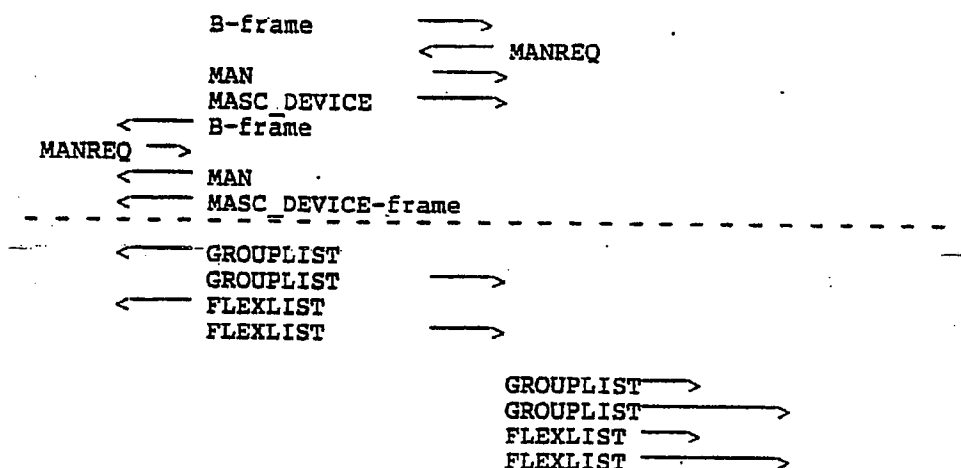 B-frame
MANREQ
MAN
MASC_DEVICE
B-frame
MANREQ
MAN
MASC_DEVICE-frame
GROUPLIST
GROUPLIST
FLEXLIST
FLEXLIST
GROUPLIST
GROUPLIST
FLEXLIST
FLEXLIST